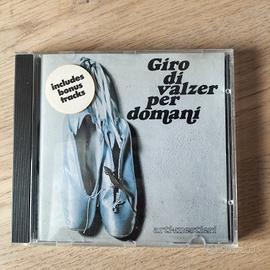 includes
bonus
tracks
Giro
di
valzer
per
domani
arti+mestieri